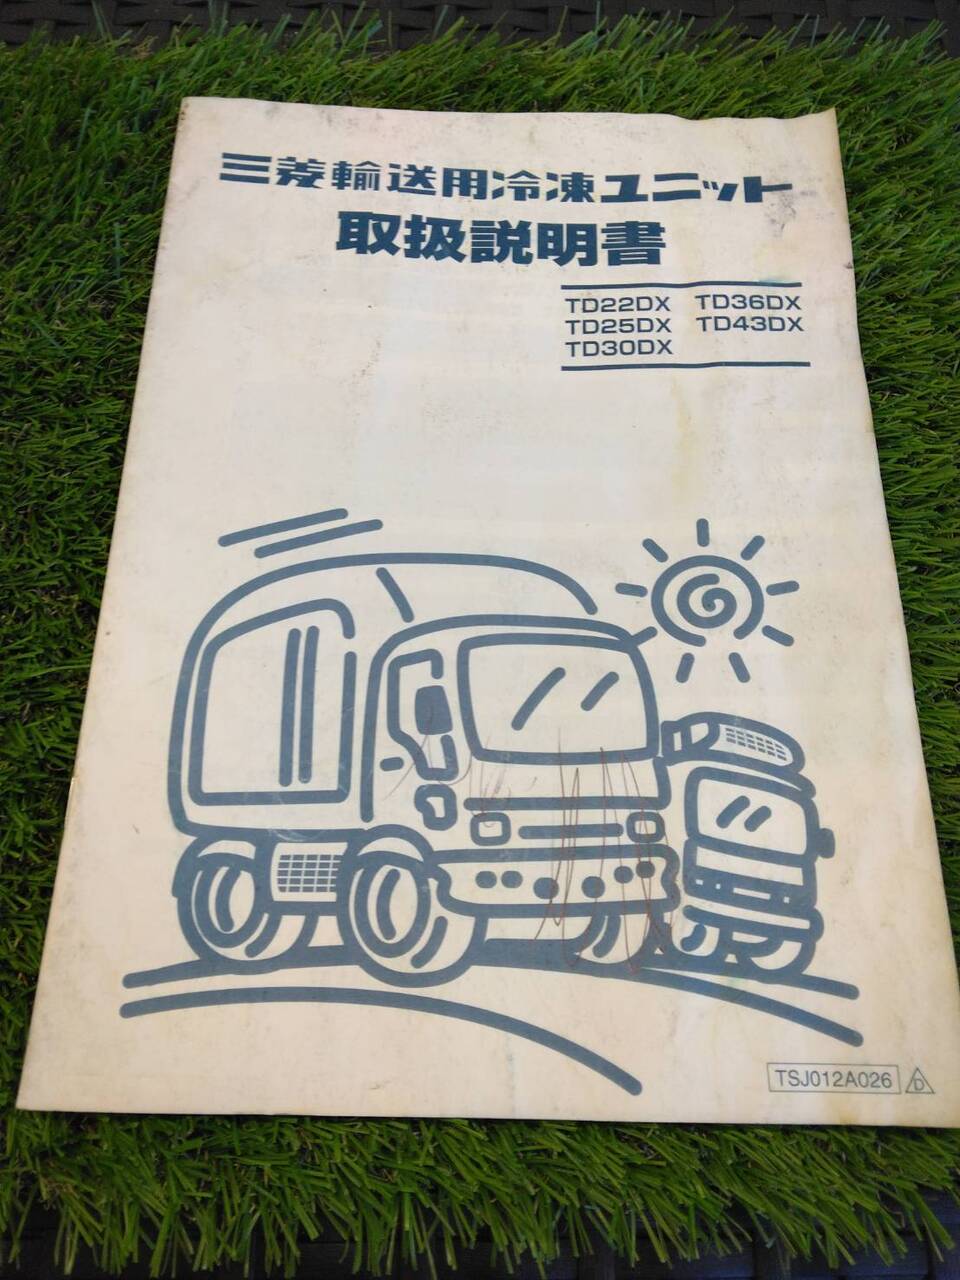 三菱輸送用冷凍ユニット
取扱説明書
TD22DX TD36DX
TD25DX TD43DX
TD30DX
TSJ012A026 D